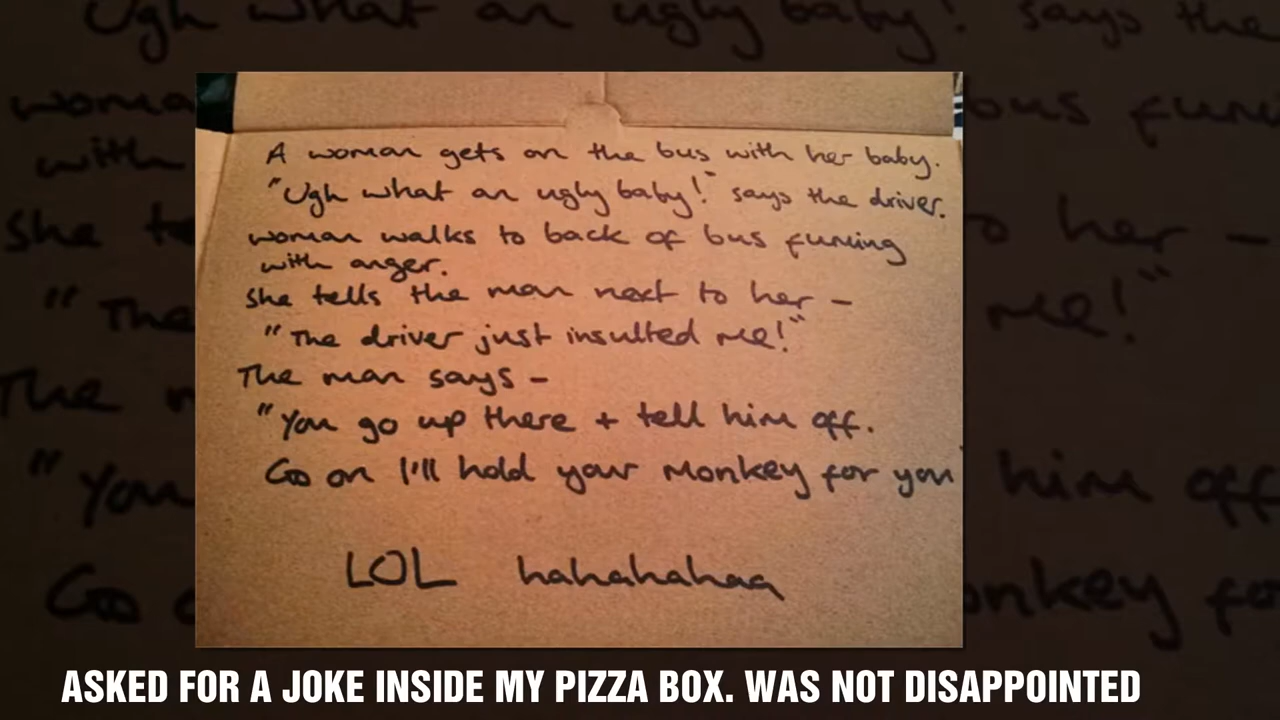 A woman gets on the bus with her baby.
"Ugh what an ugly baby!" says the driver.
woman walks to back of bus fuming
with anger.
she tells the man next to her –
"The driver just insulted me!"
The man says –
"You go up there + tell him off.
Go on I'll hold your monkey for you
LOL hahahahaa
ASKED FOR A JOKE INSIDE MY PIZZA BOX. WAS NOT DISAPPOINTED